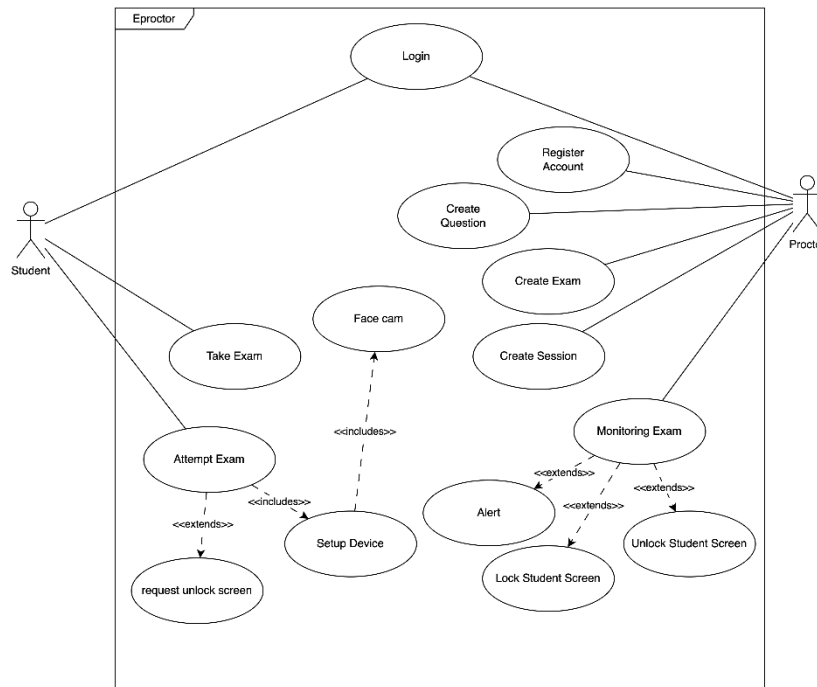 Eproctor
Login
Register
Account
Create
Question
Student
Procto
Create Exam
Face cam
Take Exam
Create Session
<<includes>>
Monitoring Exam
Attempt Exam
<<extends>>
<<includes>>
<<extends>>
<<extends>>
<<extends>>
Alert
Setup Device
Unlock Student Screen
request unlock screen
Lock Student Screen